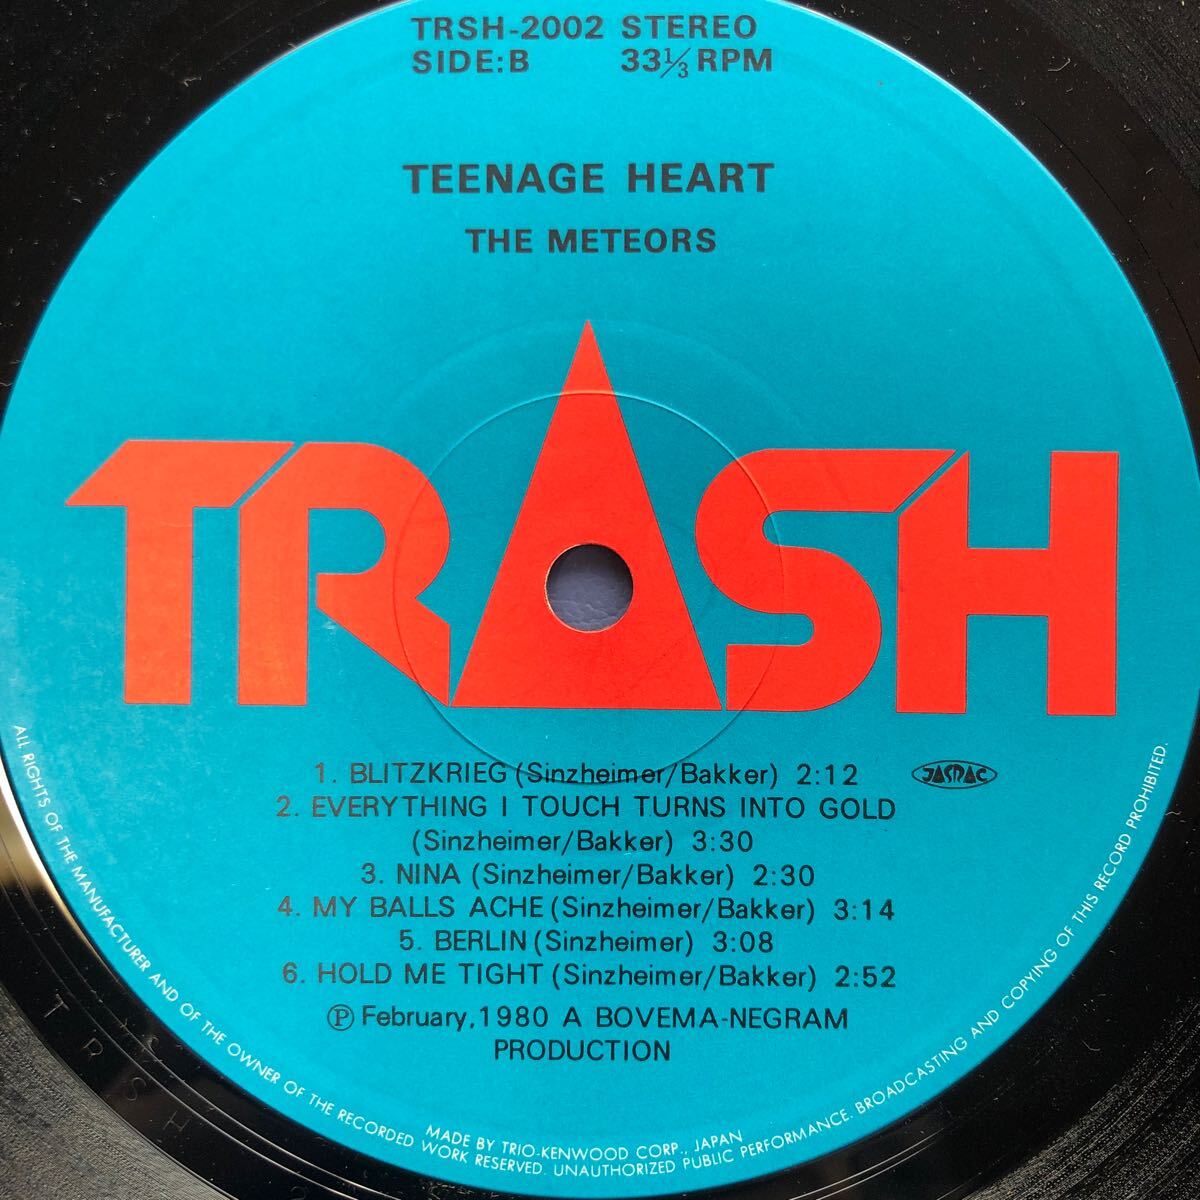 TRSH-2002 STEREO
SIDE:B 33⅓ RPM
TEENAGE HEART
THE METEORS
TRASH
1. BLITZKRIEG (Sinzheimer/Bakker) 2:12
JASRAC
2. EVERYTHING I TOUCH TURNS INTO GOLD
(Sinzheimer/Bakker) 3:30
3. NINA (Sinzheimer/Bakker) 2:30
4. MY BALLS ACHE (Sinzheimer/Bakker) 3:14
5. BERLIN (Sinzheimer) 3:08
6. HOLD ME TIGHT (Sinzheimer/Bakker) 2:52
Ⓟ February, 1980 A BOVEMA-NEGRAM
PRODUCTION
MADE BY TRIO-KENWOOD CORP., JAPAN
ALL RIGHTS OF THE MANUFACTURER AND OF THE OWNER OF THE RECORDED WORK RESERVED. UNAUTHORIZED PUBLIC PERFORMANCE. BROADCASTING AND COPYING OF THIS RECORD PROHIBITED.